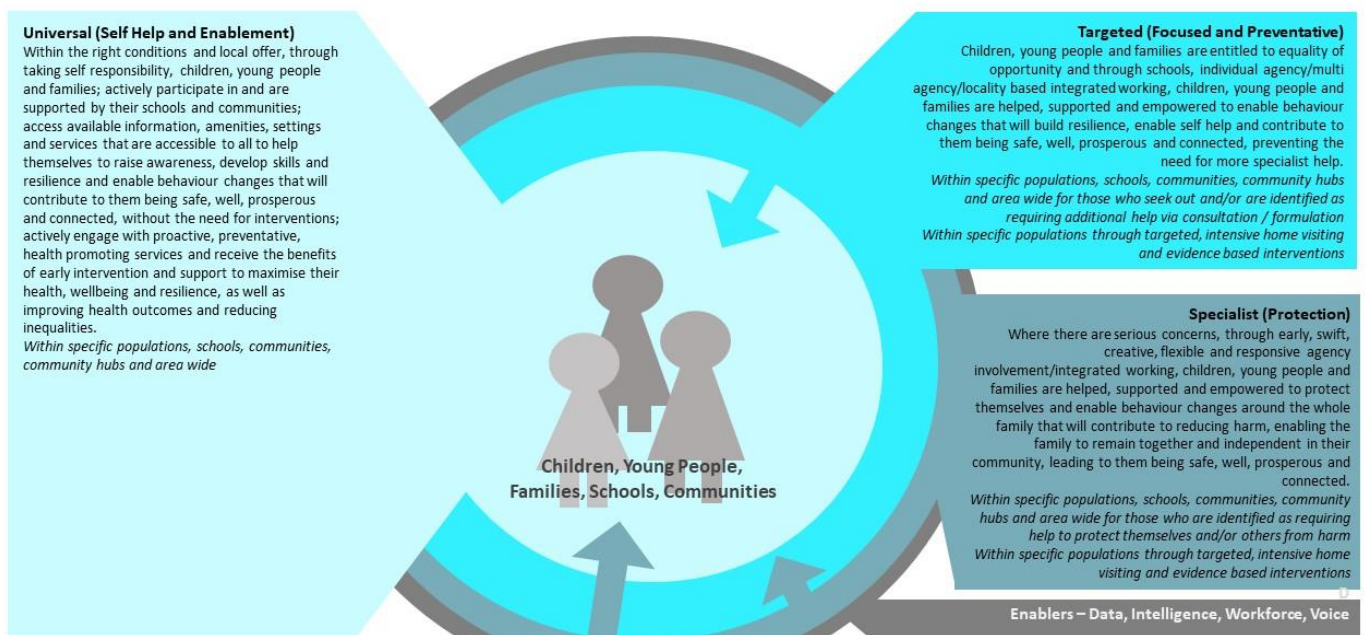 Universal (Self Help and Enablement)
Within the right conditions and local offer, through
taking self responsibility, children, young people
and families; actively participate in and are
supported by their schools and communities;
access available information, amenities, settings
and services that are accessible to all to help
themselves to raise awareness, develop skills and
resilience and enable behaviour changes that will
contribute to them being safe, well, prosperous
and connected, without the need for interventions;
actively engage with proactive, preventative,
health promoting services and receive the benefits
of early intervention and support to maximise their
health, wellbeing and resilience, as well as
improving health outcomes and reducing
inequalities.
Within specific populations, schools, communities,
community hubs and area wide
Targeted (Focused and Preventative)
Children, young people and families are entitled to equality of
opportunity and through schools, individual agency/multi
agency/locality based integrated working, children, young people and
families are helped, supported and empowered to enable behaviour
changes that will build resilience, enable self help and contribute to
them being safe, well, prosperous and connected, preventing the
need for more specialist help.
Within specific populations, schools, communities, community hubs
and area wide for those who seek out and/or are identified as
requiring additional help via consultation / formulation
Within specific populations through targeted, intensive home visiting
and evidence based interventions
Specialist (Protection)
Where there are serious concerns, through early, swift,
creative, flexible and responsive agency
involvement/integrated working, children, young people and
families are helped, supported and empowered to protect
themselves and enable behaviour changes around the whole
family that will contribute to reducing harm, enabling the
family to remain together and independent in their
community, leading to them being safe, well, prosperous and
connected.
Within specific populations, schools, communities, community
hubs and area wide for those who are identified as requiring
help to protect themselves and/or others from harm
Within specific populations through targeted, intensive home
visiting and evidence based interventions
Children, Young People,
Families, Schools, Communities
Enablers – Data, Intelligence, Workforce, Voice